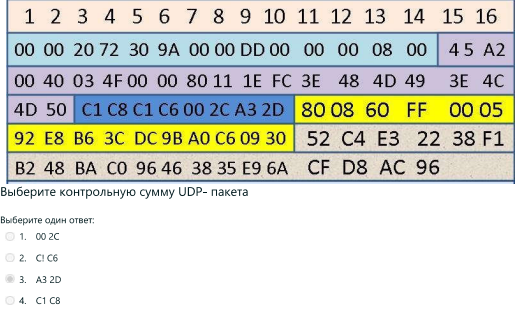 1 2 3 4 5 6 7 8 9 10 11 12 13 14 15 16
00 00 20 72 30 9A 00 00 DD 00 00 00 08 00 45 A2
00 40 03 4F 00 00 80 11 1E FC 3E 48 4D 49 3E 4C
4D 50 C1 C8 C1 C6 00 2C A3 2D 80 08 60 FF 00 05
92 E8 B6 3C DC 9B A0 C6 09 30 52 C4 E3 22 38 F1
B2 48 BA C0 96 46 38 35 E9 6A CF D8 AC 96
Выберите контрольную сумму UDP- пакета
Выберите один ответ:
1. 00 2C
2. C! C6
3. A3 2D
4. C1 C8